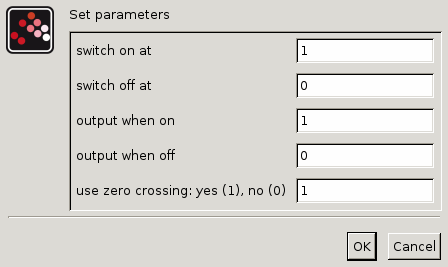 Set parameters
switch on at 1
switch off at 0
output when on 1
output when off 0
use zero crossing: yes (1), no (0) 1
OK Cancel